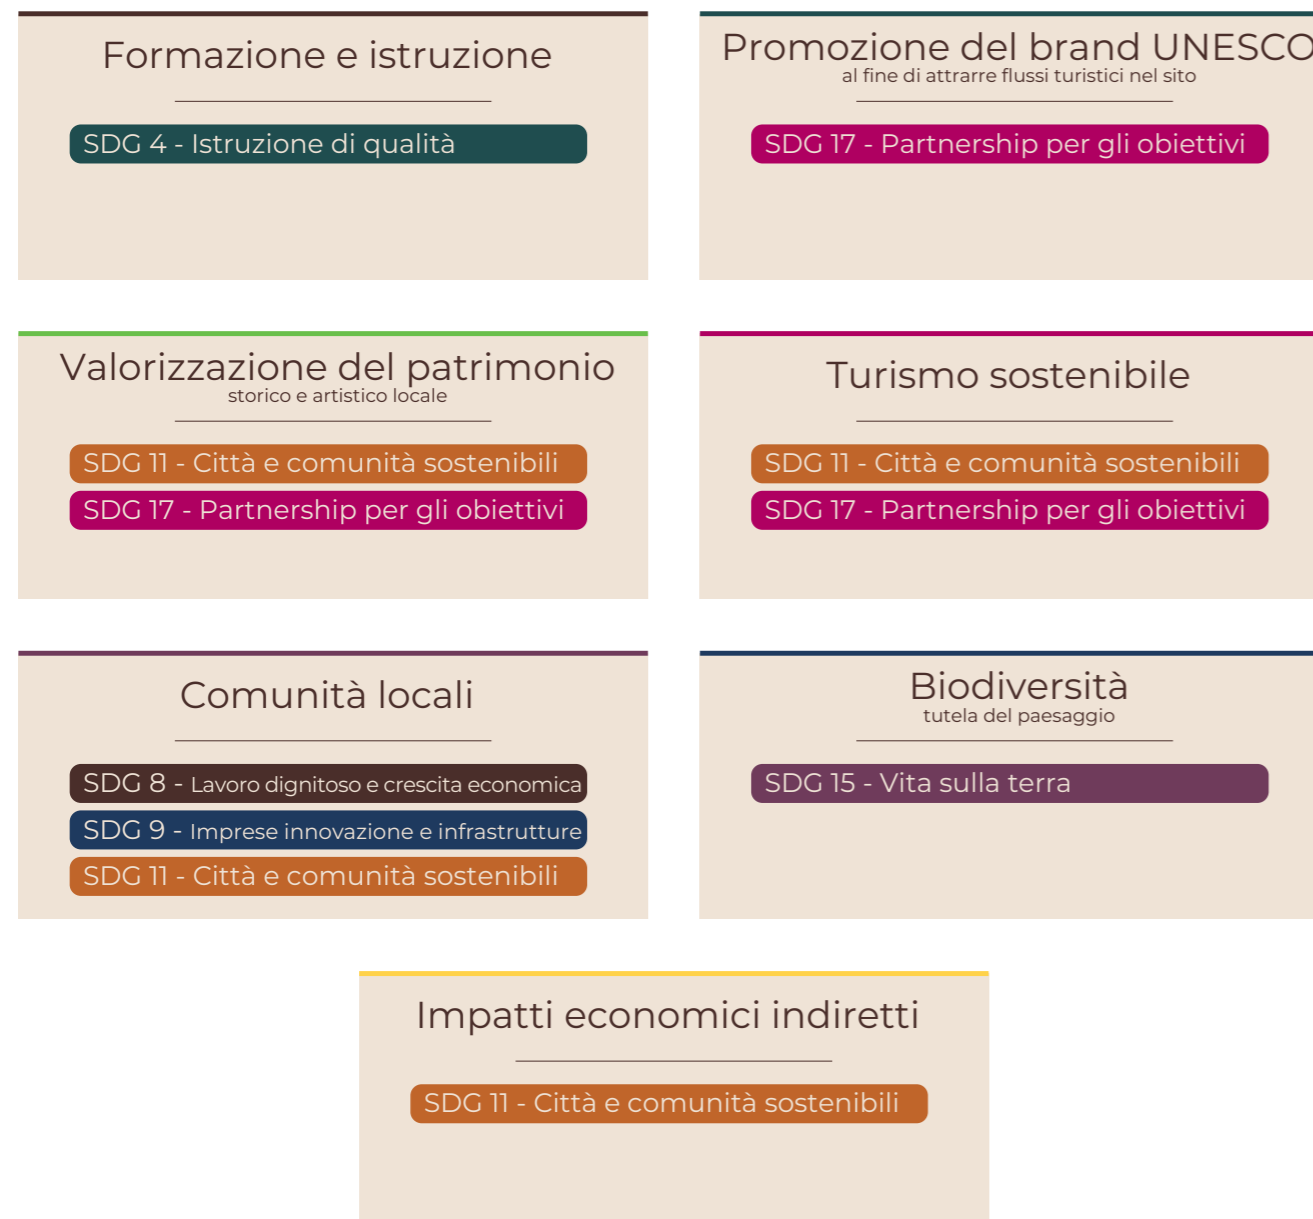 Formazione e istruzione
SDG 4 - Istruzione di qualità
Promozione del brand UNESCO
al fine di attrarre flussi turistici nel sito
SDG 17 - Partnership per gli obiettivi
Valorizzazione del patrimonio
storico e artistico locale
SDG 11 - Città e comunità sostenibili
SDG 17 - Partnership per gli obiettivi
Turismo sostenibile
SDG 11 - Città e comunità sostenibili
SDG 17 - Partnership per gli obiettivi
Comunità locali
SDG 8 - Lavoro dignitoso e crescita economica
SDG 9 - Imprese innovazione e infrastrutture
SDG 11 - Città e comunità sostenibili
Biodiversità
tutela del paesaggio
SDG 15 - Vita sulla terra
Impatti economici indiretti
SDG 11 - Città e comunità sostenibili